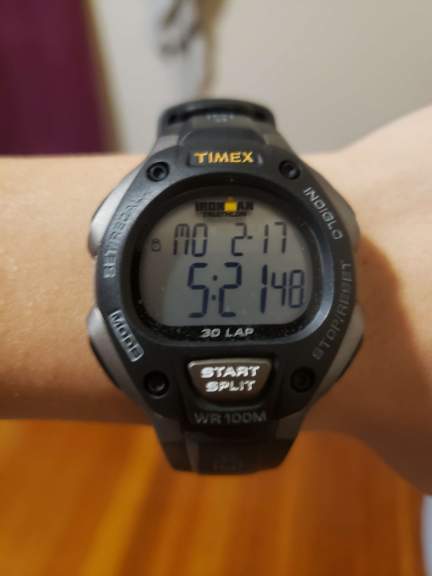 TIMEX
IRONMAN
TRIATHLON
SET/RECALL
INDIGLO
MO 2-17
5:21 48
MODE
30 LAP
STOP/RESET
START
SPLIT
WR100M